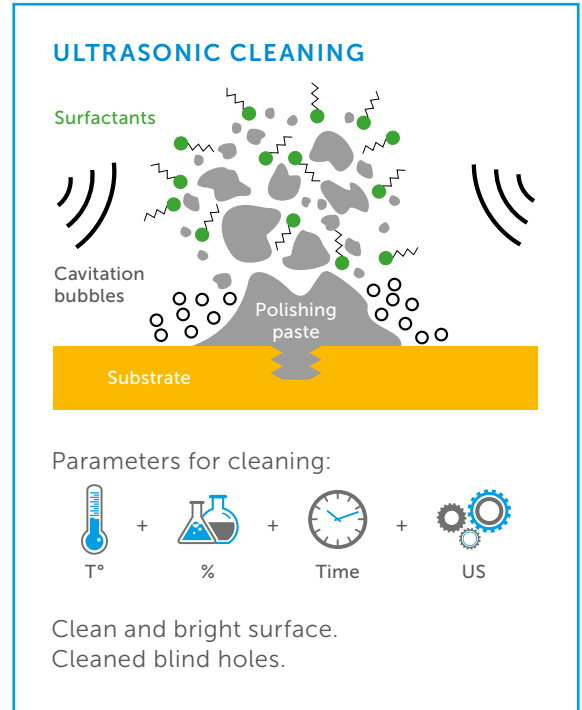 ULTRASONIC CLEANING
Surfactants
Cavitation
bubbles
Polishing
paste
Substrate
Parameters for cleaning:
+ + +
T° % Time US
Clean and bright surface.
Cleaned blind holes.